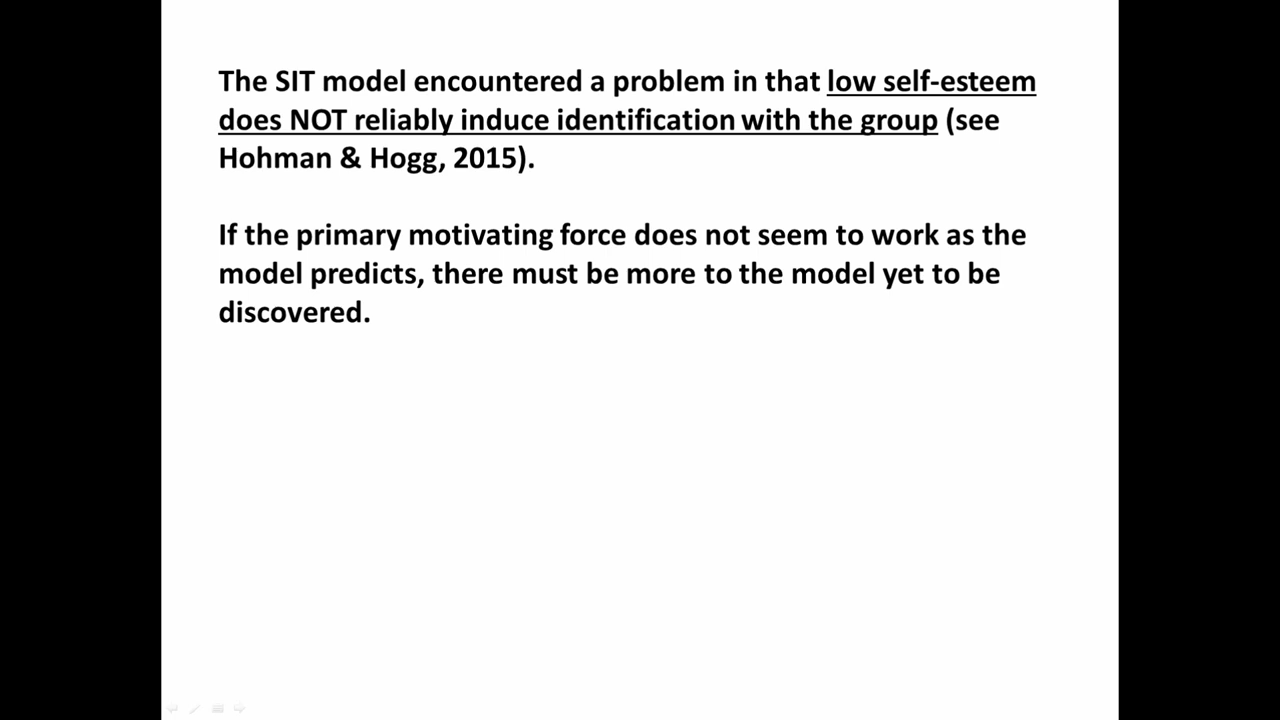 The SIT model encountered a problem in that low self-esteem
does NOT reliably induce identification with the group (see
Hohman & Hogg, 2015).
If the primary motivating force does not seem to work as the
model predicts, there must be more to the model yet to be
discovered.